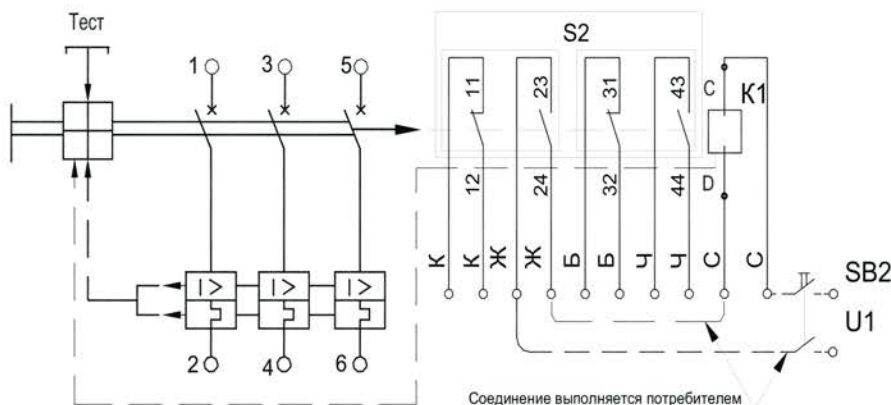 Тест
S2
1
3
5
11
23
31
43
C
К1
12
24
32
44
D
К
К
Ж
Ж
Б
Б
Ч
Ч
С
С
SB2
U1
I >
I >
I >
2
4
6
Соединение выполняется потребителем